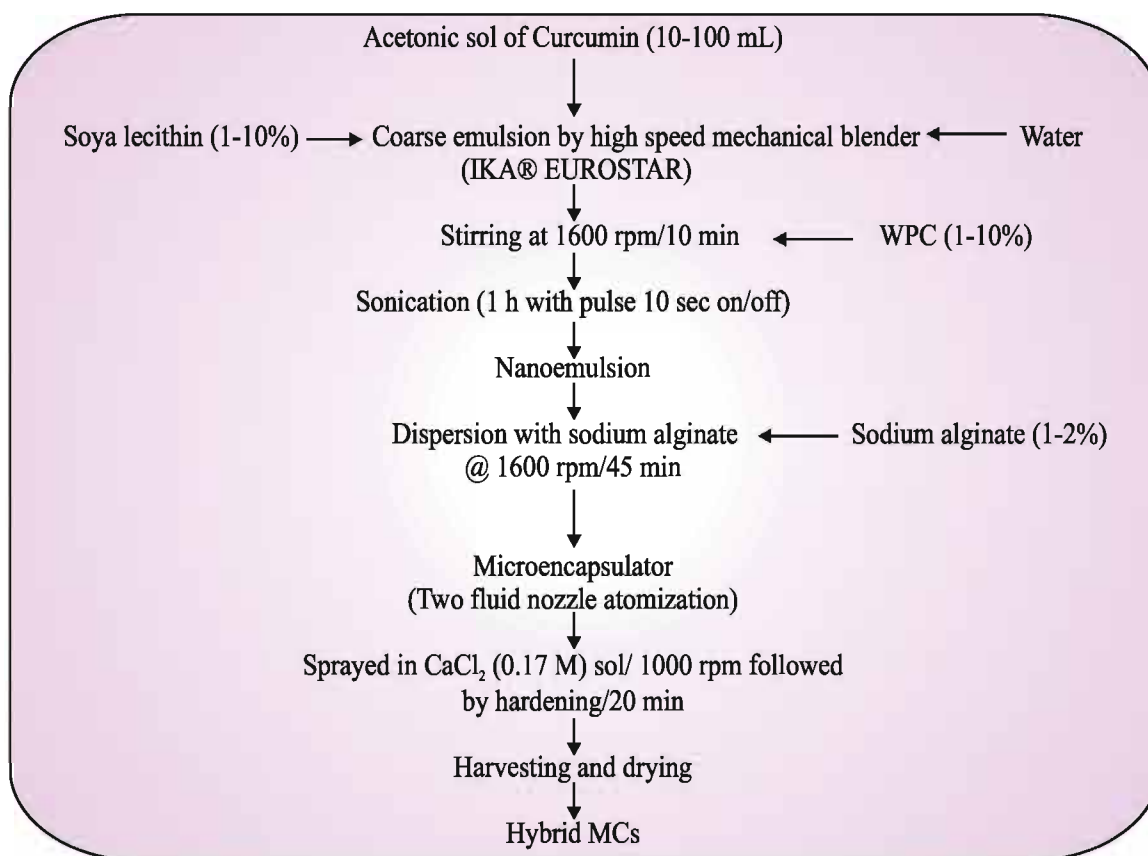 Acetonic sol of Curcumin (10-100 mL)
Soya lecithin (1-10%)
Coarse emulsion by high speed mechanical blender
(IKA® EUROSTAR)
Water
Stirring at 1600 rpm/10 min
WPC (1-10%)
Sonication (1 h with pulse 10 sec on/off)
Nanoemulsion
Dispersion with sodium alginate
@ 1600 rpm/45 min
Sodium alginate (1-2%)
Microencapsulator
(Two fluid nozzle atomization)
Sprayed in CaCl₂ (0.17 M) sol/ 1000 rpm followed
by hardening/20 min
Harvesting and drying
Hybrid MCs